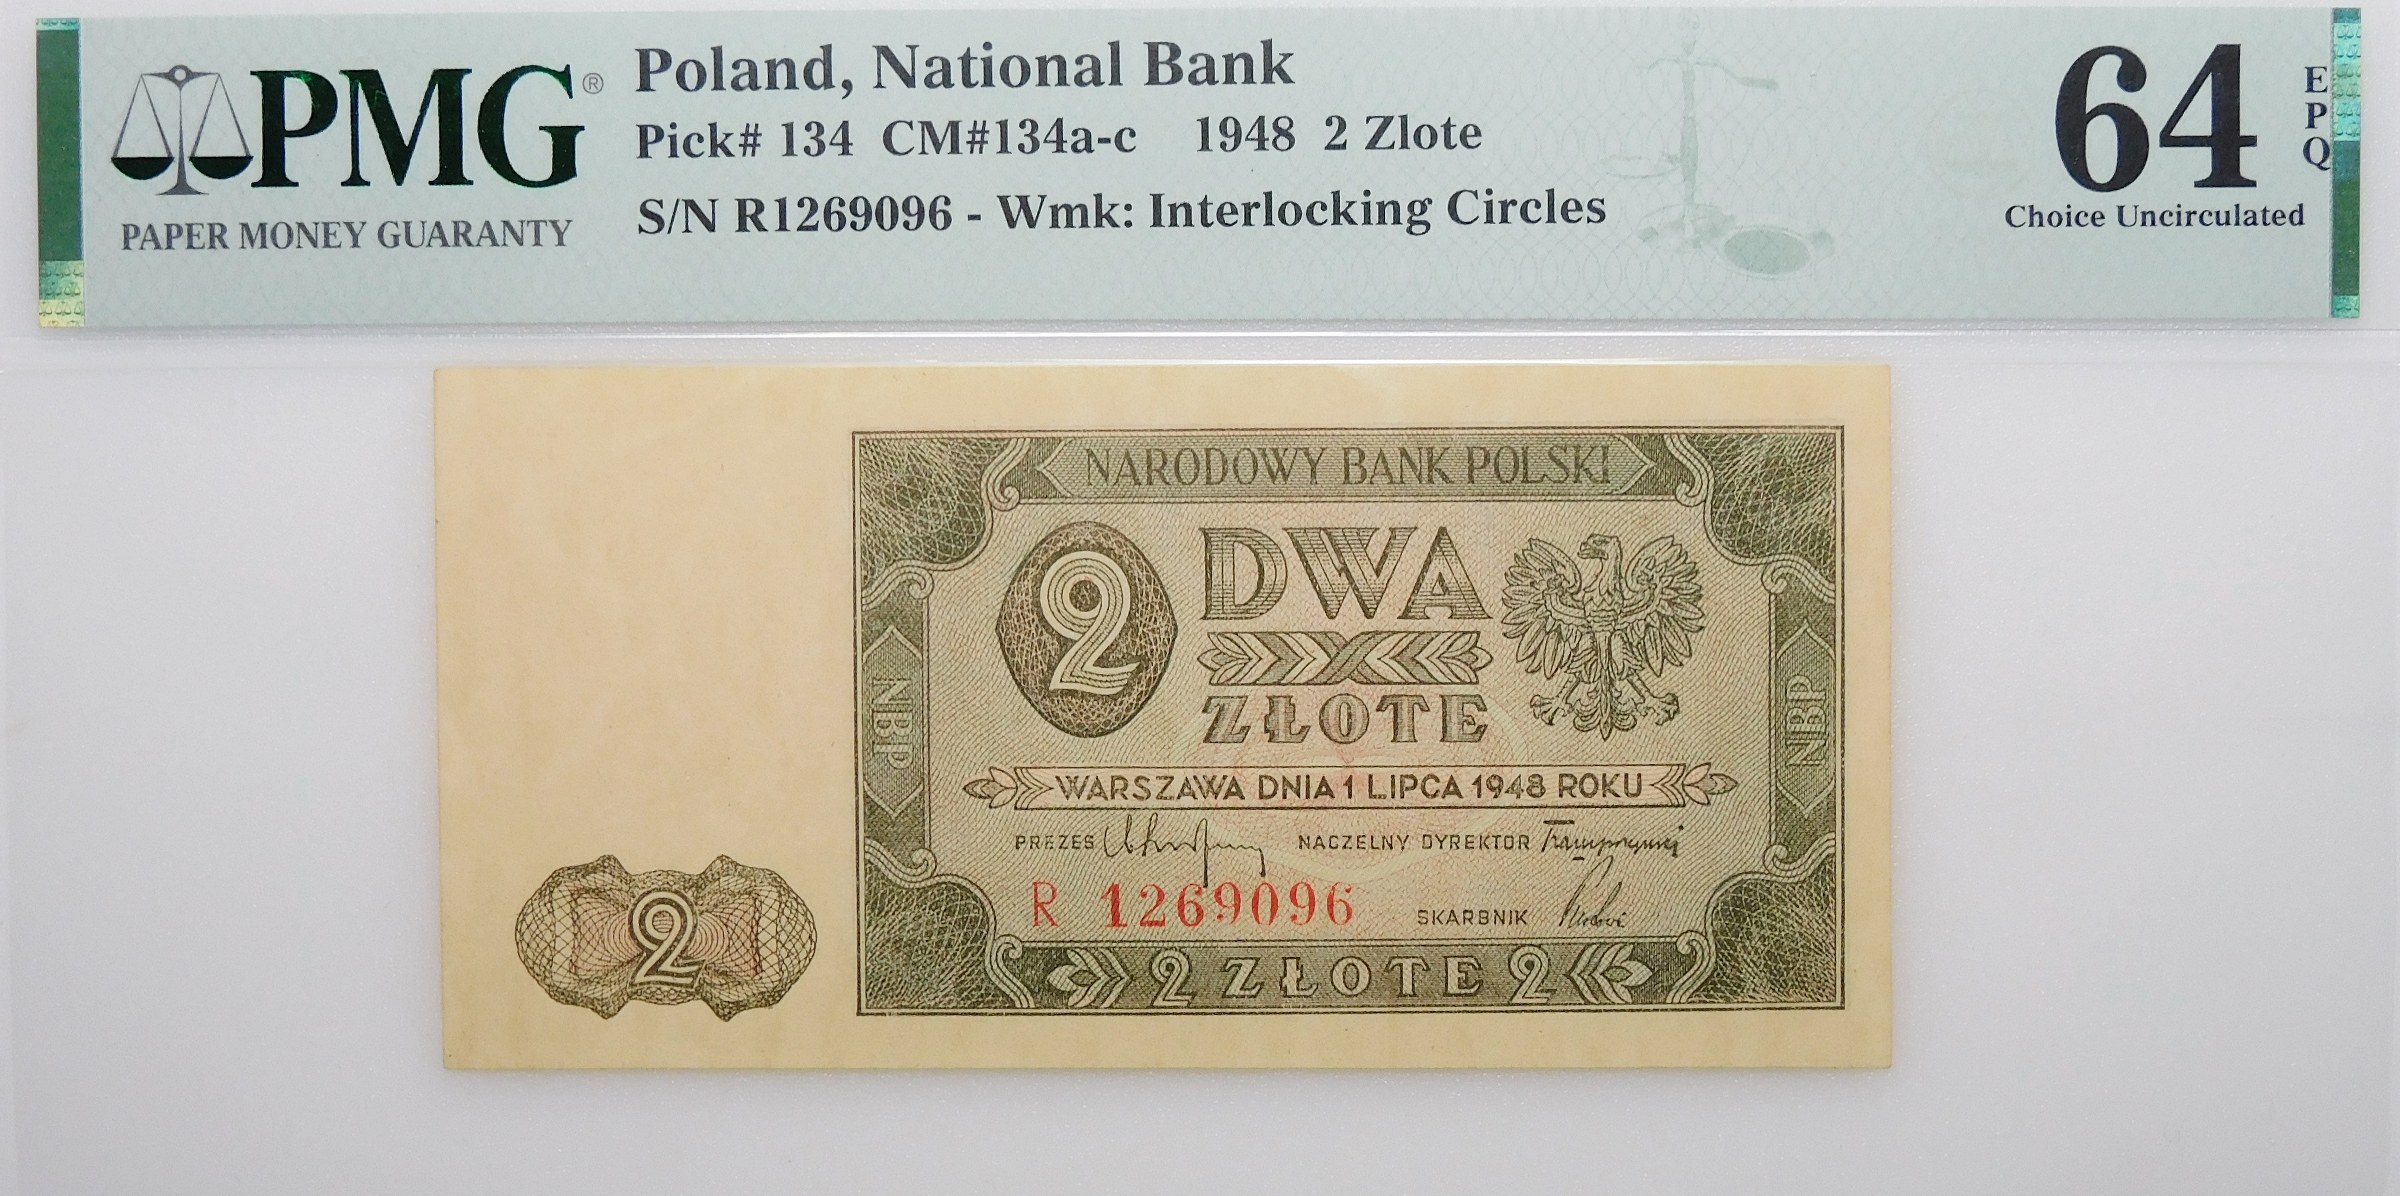 PMG®
PAPER MONEY GUARANTY
Poland, National Bank
Pick# 134 CM#134a-c 1948 2 Zlote
S/N R1269096 - Wmk: Interlocking Circles
64
EPQ
Choice Uncirculated
NARODOWY BANK POLSKI
2
DWA
ZŁOTE
NBP
NBP
WARSZAWA DNIA 1 LIPCA 1948 ROKU
PREZES
NACZELNY DYREKTOR
R 1269096
SKARBNIK
2
2 ZŁOTE 2